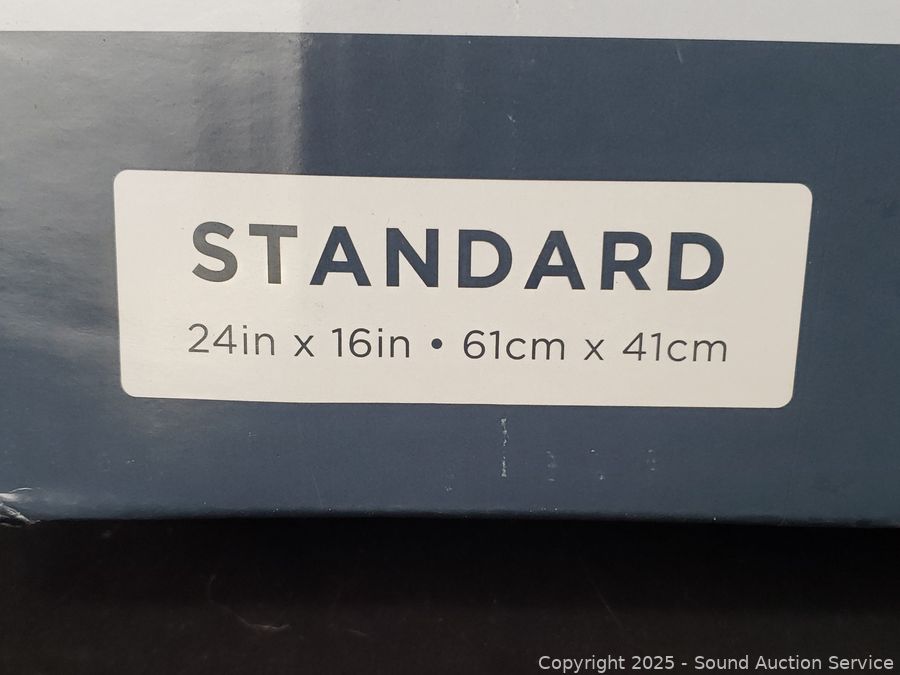 STANDARD
24in x 16in • 61cm x 41cm
Copyright 2025 - Sound Auction Service